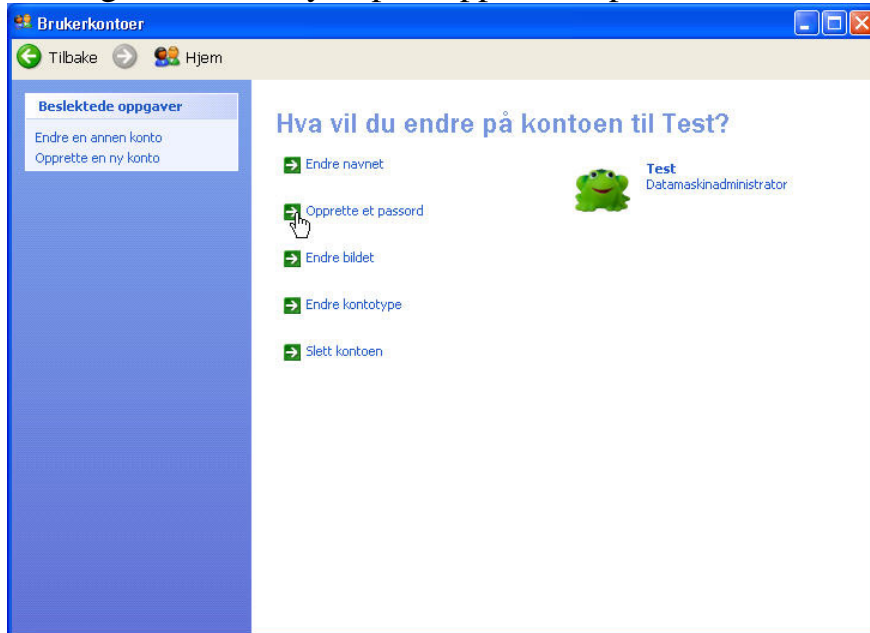 Brukerkontoer
Tilbake Hjem
Beslektede oppgaver
Endre en annen konto
Opprette en ny konto
Hva vil du endre på kontoen til Test?
Endre navnet
Test
Datamaskinadministrator
Opprette et passord
Endre bildet
Endre kontotype
Slett kontoen